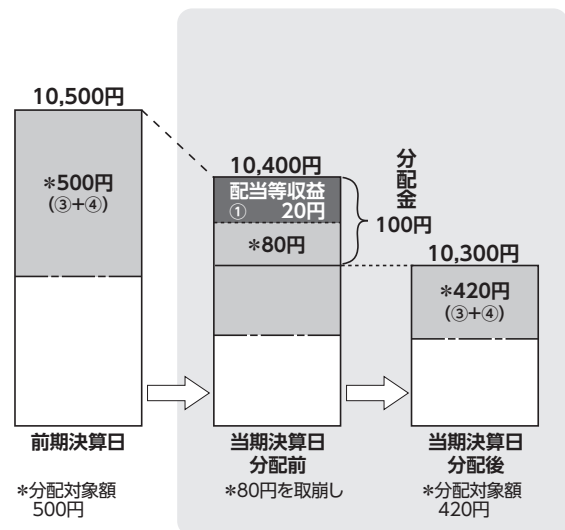 10,500円
*500円
(③+④)
前期決算日
*分配対象額
500円
10,400円
配当等収益
① 20円
*80円
分配金
100円
当期決算日
分配前
*80円を取崩し
10,300円
*420円
(③+④)
当期決算日
分配後
*分配対象額
420円